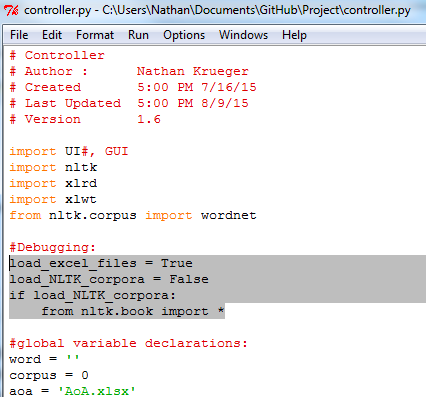 controller.py - C:\Users\Nathan\Documents\GitHub\Project\controller.py
File Edit Format Run Options Windows Help
# Controller
# Author :      Nathan Krueger
# Created       5:00 PM 7/16/15
# Last Updated  5:00 PM 8/9/15
# Version       1.6
import UI#, GUI
import nltk
import xlrd
import xlwt
from nltk.corpus import wordnet
#Debugging:
load_excel_files = True
load_NLTK_corpora = False
if load_NLTK_corpora:
    from nltk.book import *
#global variable declarations:
word = ''
corpus = 0
aoa = 'AoA.xlsx'